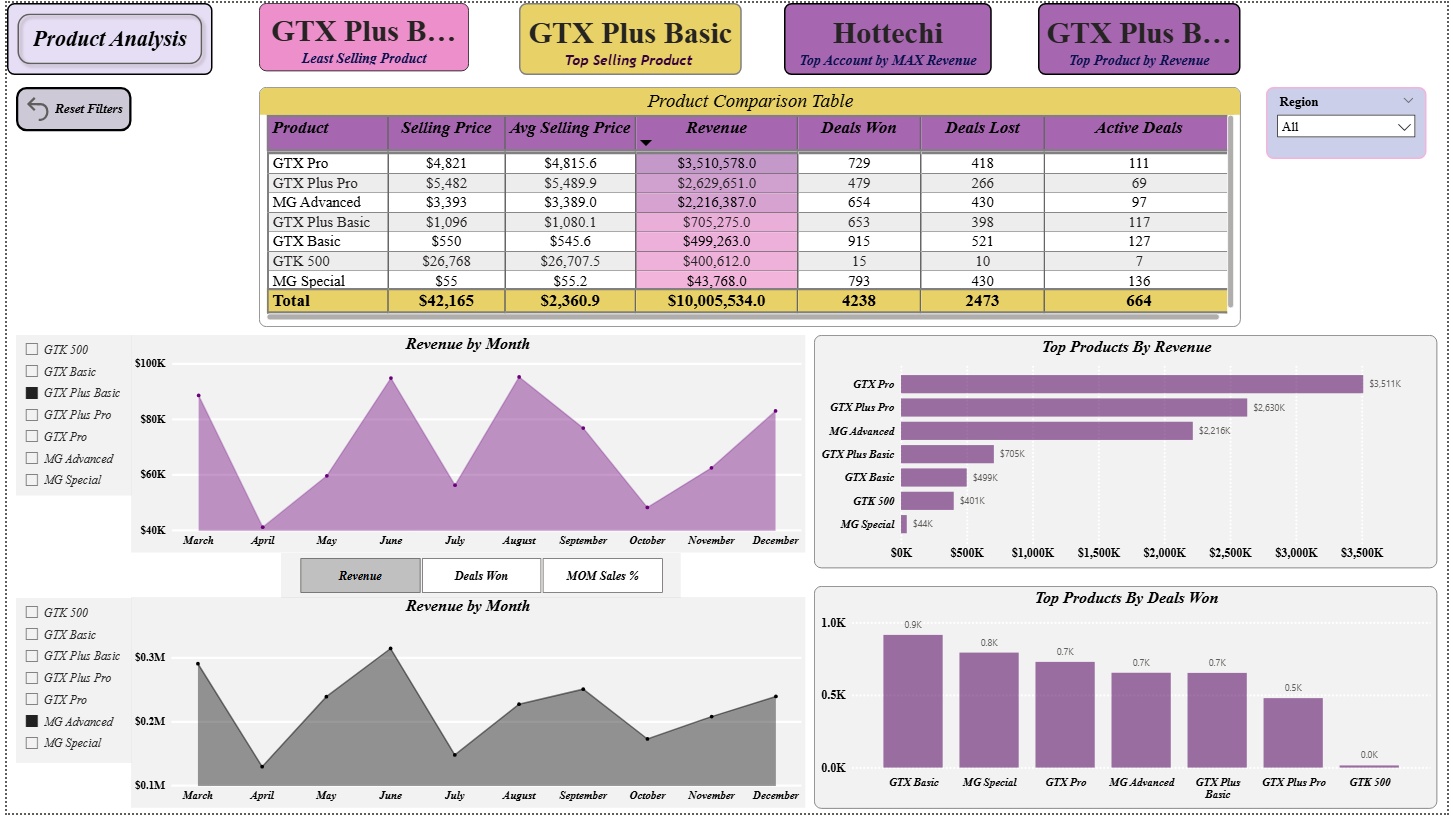 Product Analysis
GTX Plus B...
Least Selling Product
GTX Plus Basic
Top Selling Product
Hottechi
Top Account by MAX Revenue
GTX Plus B...
Top Product by Revenue
Reset Filters
Region
All
Product Comparison Table
Product Selling Price Avg Selling Price Revenue Deals Won Deals Lost Active Deals
GTX Pro $4,821 $4,815.6 $3,510,578.0 729 418 111
GTX Plus Pro $5,482 $5,489.9 $2,629,651.0 479 266 69
MG Advanced $3,393 $3,389.0 $2,216,387.0 654 430 97
GTX Plus Basic $1,096 $1,080.1 $705,275.0 653 398 117
GTX Basic $550 $545.6 $499,263.0 915 521 127
GTK 500 $26,768 $26,707.5 $400,612.0 15 10 7
MG Special $55 $55.2 $43,768.0 793 430 136
Total $42,165 $2,360.9 $10,005,534.0 4238 2473 664
GTK 500
GTX Basic
GTX Plus Basic
GTX Plus Pro
GTX Pro
MG Advanced
MG Special
Revenue by Month
$100K
$80K
$60K
$40K
March April May June July August September October November December
Top Products By Revenue
GTX Pro $3,511K
GTX Plus Pro $2,630K
MG Advanced $2,216K
GTX Plus Basic $705K
GTX Basic $499K
GTK 500 $401K
MG Special $44K
$0K $500K $1,000K $1,500K $2,000K $2,500K $3,000K $3,500K
Revenue Deals Won MOM Sales %
GTK 500
GTX Basic
GTX Plus Basic
GTX Plus Pro
GTX Pro
MG Advanced
MG Special
Revenue by Month
$0.3M
$0.2M
$0.1M
March April May June July August September October November December
Top Products By Deals Won
1.0K
0.5K
0.0K
0.9K 0.8K 0.7K 0.7K 0.7K 0.5K 0.0K
GTX Basic MG Special GTX Pro MG Advanced GTX Plus Basic GTX Plus Pro GTK 500